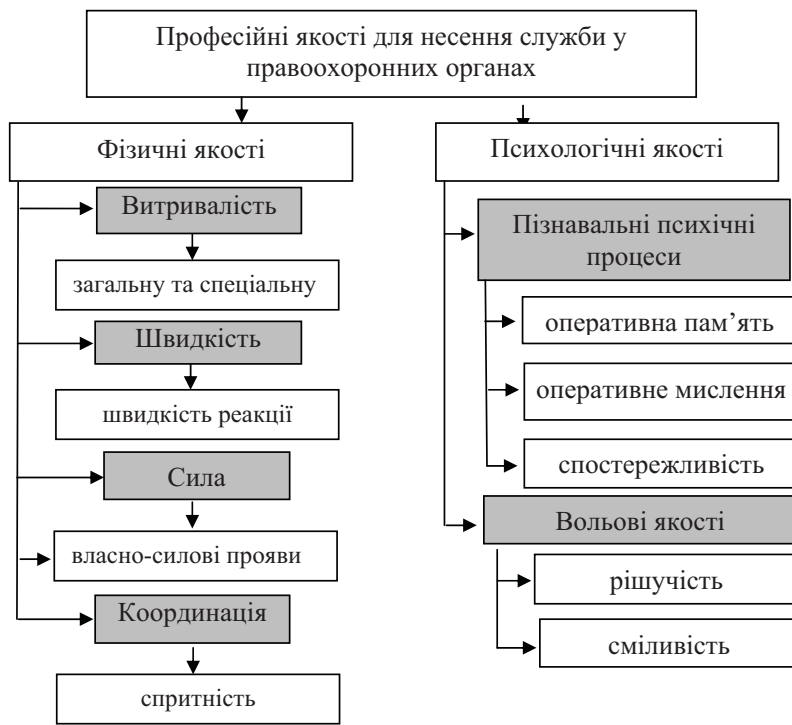 Професійні якості для несення служби у
правоохоронних органах
Фізичні якості
Витривалість
загальну та спеціальну
Швидкість
швидкість реакції
Сила
власно-силові прояви
Координація
спритність
Психологічні якості
Пізнавальні психічні
процеси
оперативна пам’ять
оперативне мислення
спостережливість
Вольові якості
рішучість
сміливість